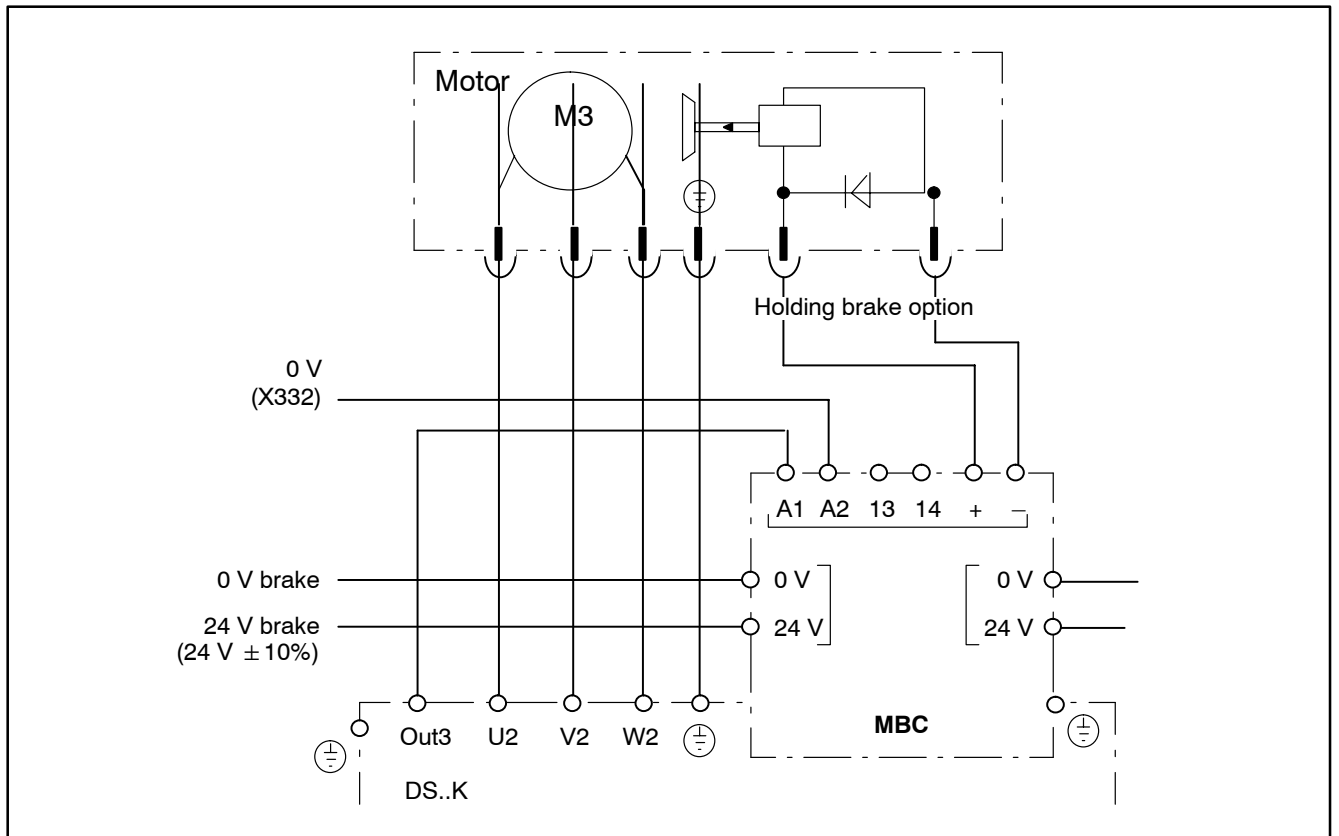 Motor
M3
Holding brake option
0 V
(X332)
A1 A2 13 14 + –
0 V brake
0 V
0 V
24 V brake
24 V
24 V
(24 V ±10%)
MBC
Out3 U2 V2 W2
DS..K